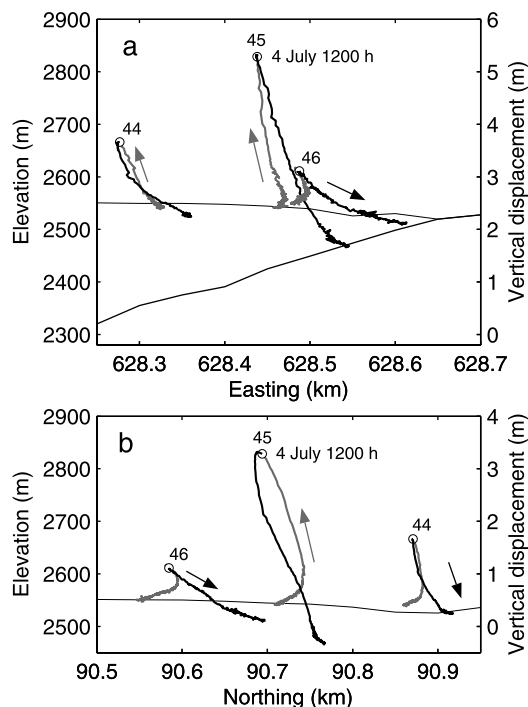 a
45
4 July 1200 h
44
46
2900
2800
2700
2600
2500
2400
2300
Elevation (m)
6
5
4
3
2
1
0
Vertical displacement (m)
628.3 628.4 628.5 628.6 628.7
Easting (km)
b
45
4 July 1200 h
44
46
2900
2800
2700
2600
2500
Elevation (m)
4
3
2
1
0
Vertical displacement (m)
90.5 90.6 90.7 90.8 90.9
Northing (km)